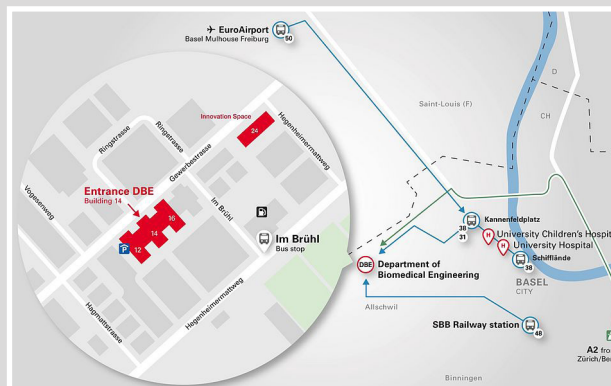 EuroAirport
Basel Mulhouse Freiburg
50
D
CH
Saint-Louis (F)
Innovation Space
24
Ringstrasse
Ringstrasse
Gewerbestrasse
Hegenheimermattweg
Vogesenweg
Entrance DBE
Building 14
16
14
12
P
Im Brühl
Im Brühl
Bus stop
Hagmattstrasse
Hegenheimermattweg
Kannenfeldplatz
38
31
H
University Children's Hospit
H
University Hospital
Schifflände
38
DBE
Department of
Biomedical Engineering
BASEL
CITY
Allschwil
SBB Railway station
48
A2 fro
Zürich/Ber
Binningen